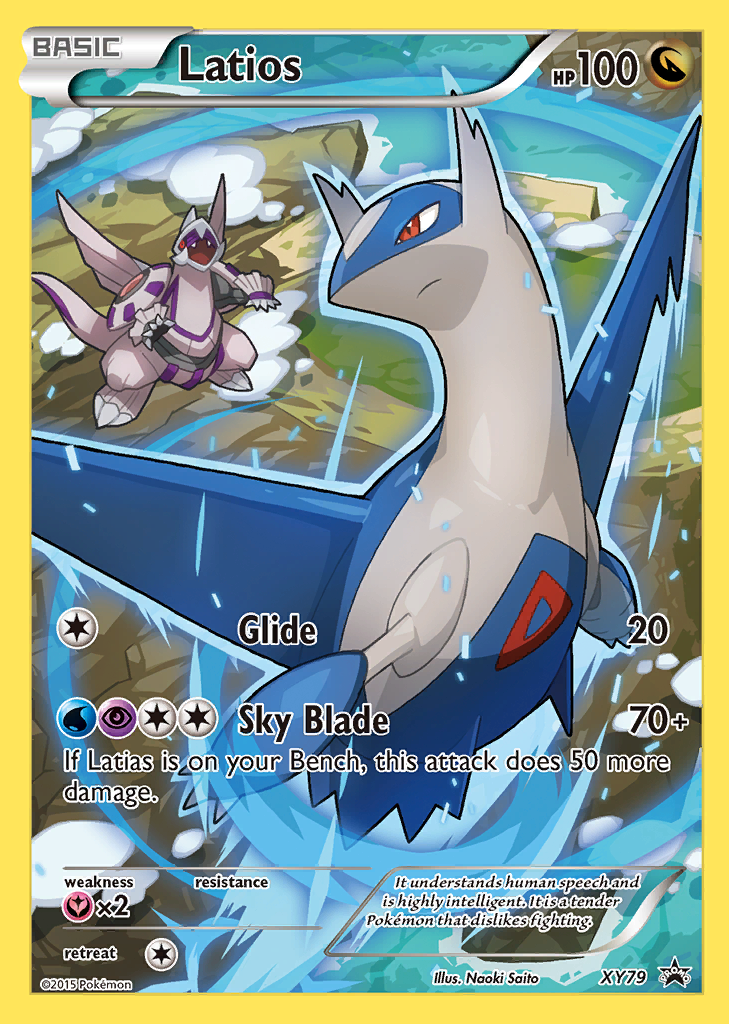 BASIC Latios HP100
Glide 20
Sky Blade 70+
If Latias is on your Bench, this attack does 50 more
damage.
weakness resistance
×2
retreat
It understands human speech and
is highly intelligent. It is a tender
Pokémon that dislikes fighting.
©2015 Pokémon Illus. Naoki Saito XY79 PROMO